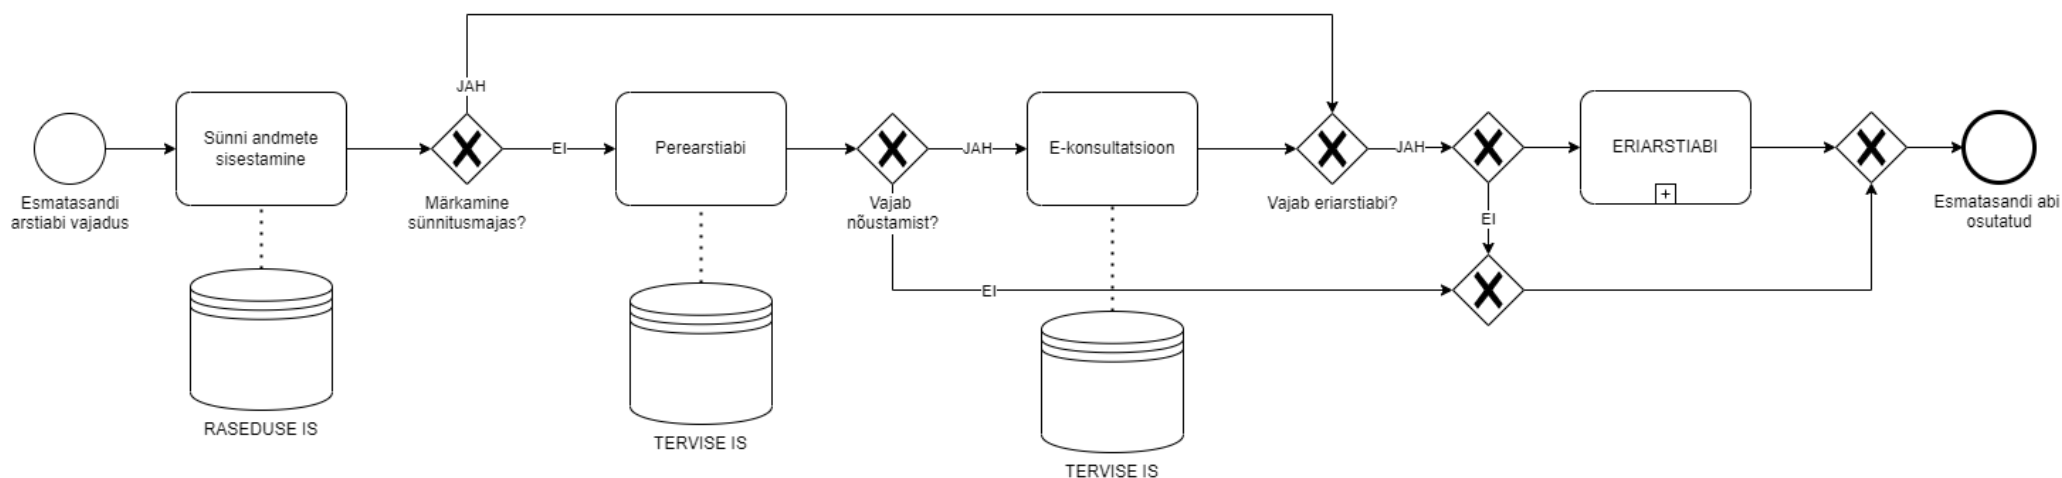 JAH
Sünni andmete
sisestamine
EI
Perearstiabi
JAH
E-konsultatsioon
JAH
ERIARSTIABI
Esmatasandi
arstiabi vajadus
Märkamine
sünnitusmajas?
Vajab
nõustamist?
Vajab eriarstiabi?
EI
Esmatasandi abi
osutatud
EI
RASEDUSE IS
TERVISE IS
TERVISE IS